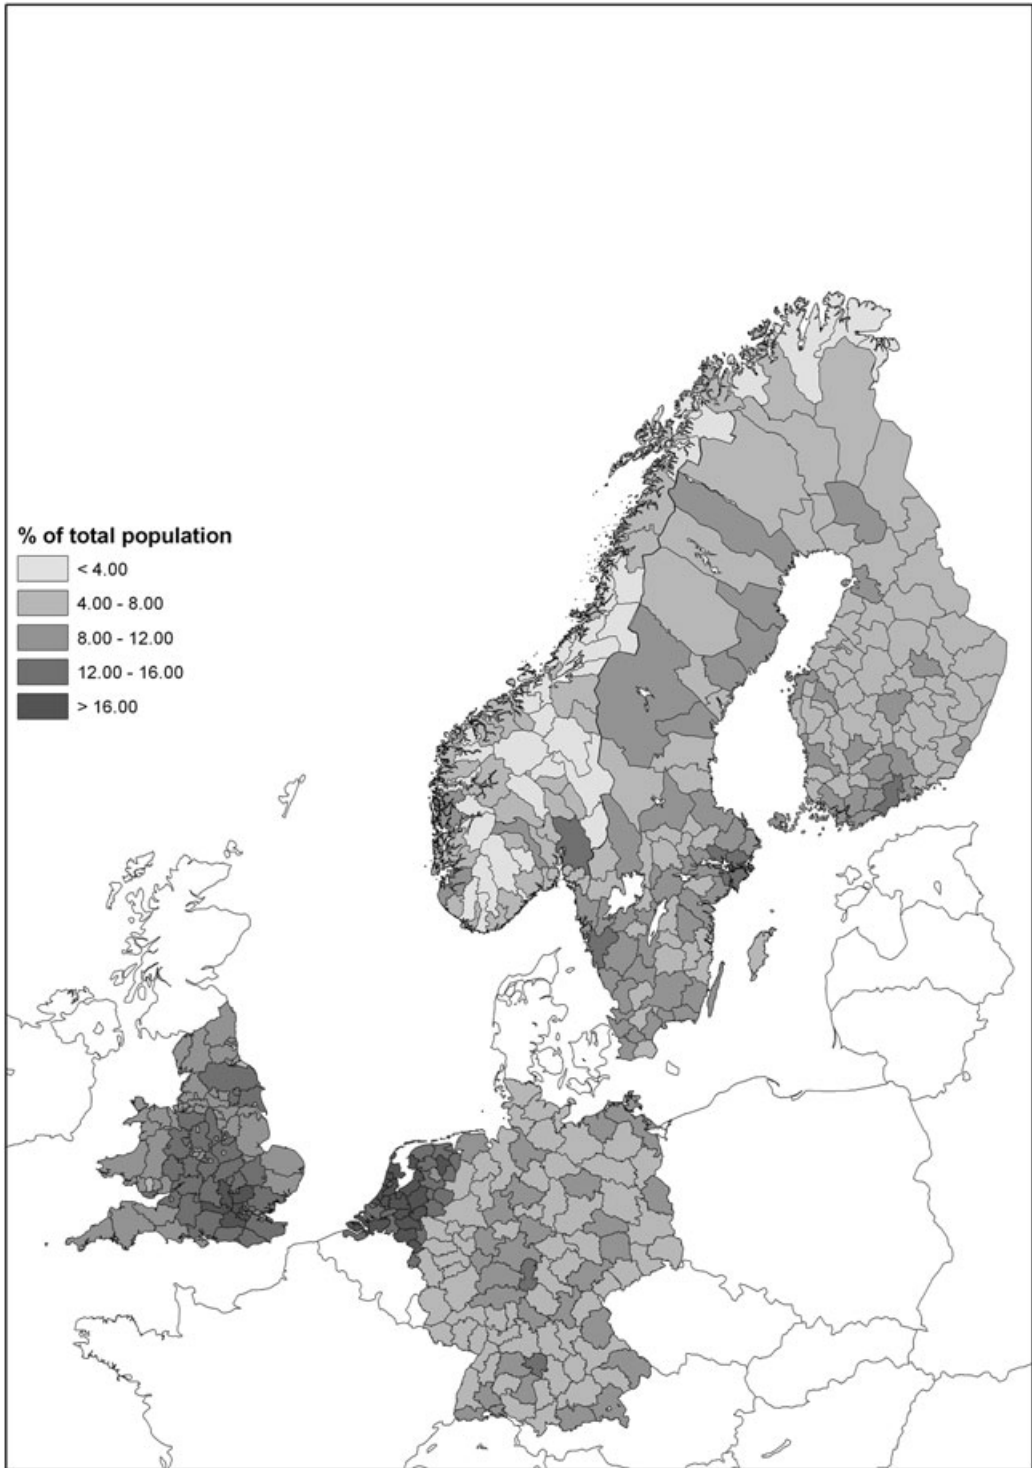 % of total population
< 4.00
4.00 - 8.00
8.00 - 12.00
12.00 - 16.00
> 16.00